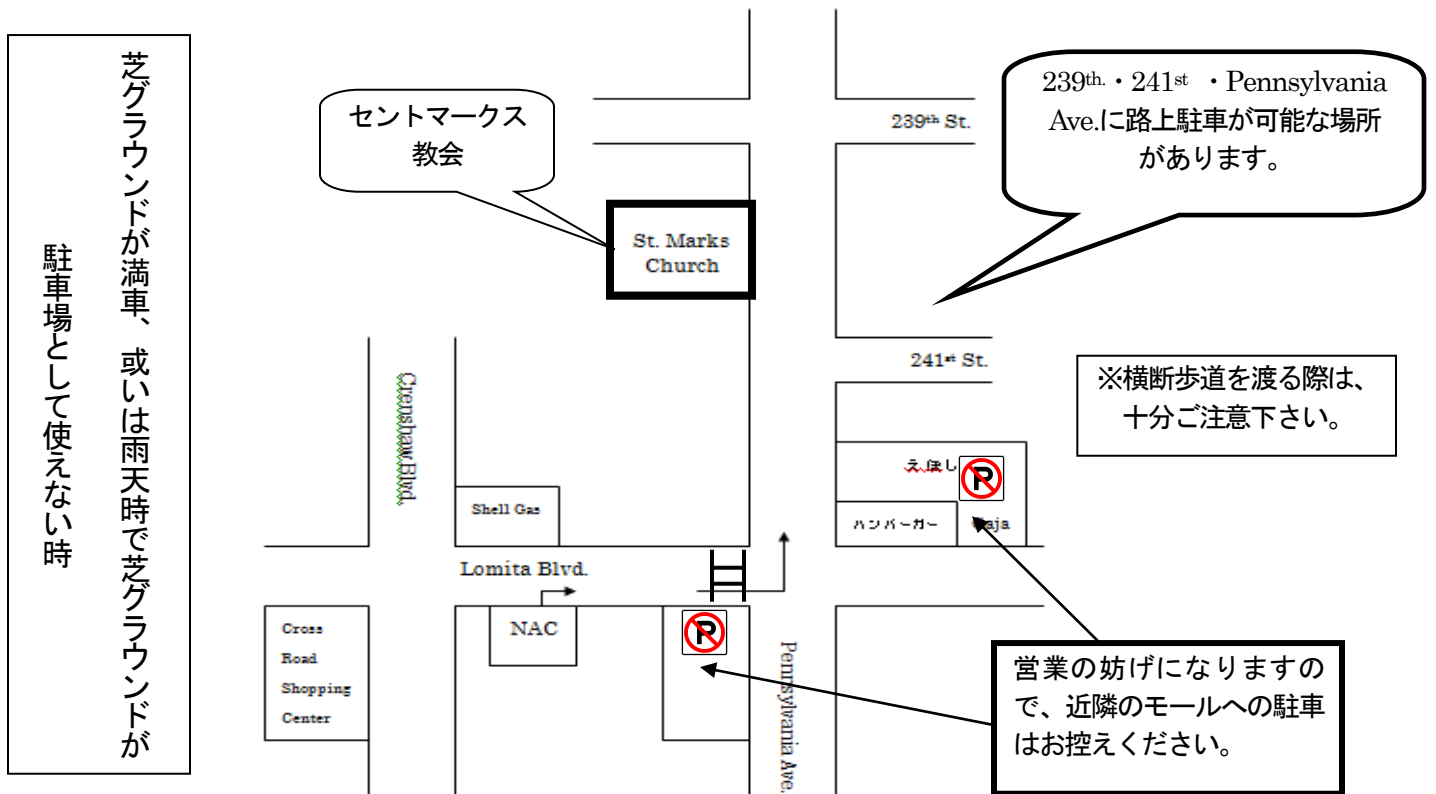 芝グラウンドが満車、或いは雨天時で芝グラウンドが
駐車場として使えない時
セントマークス
教会
St. Marks
Church
239th St.
239th.・241st ・Pennsylvania
Ave.に路上駐車が可能な場所
があります。
241st St.
※横断歩道を渡る際は、
十分ご注意下さい。
Crenshaw Blvd.
えぼし
P
ハンバーガー
Gaja
Shell Gas
Lomita Blvd.
Cross
Road
Shopping
Center
NAC
P
Pennsylvania Ave.
営業の妨げになりますの
で、近隣のモールへの駐車
はお控えください。